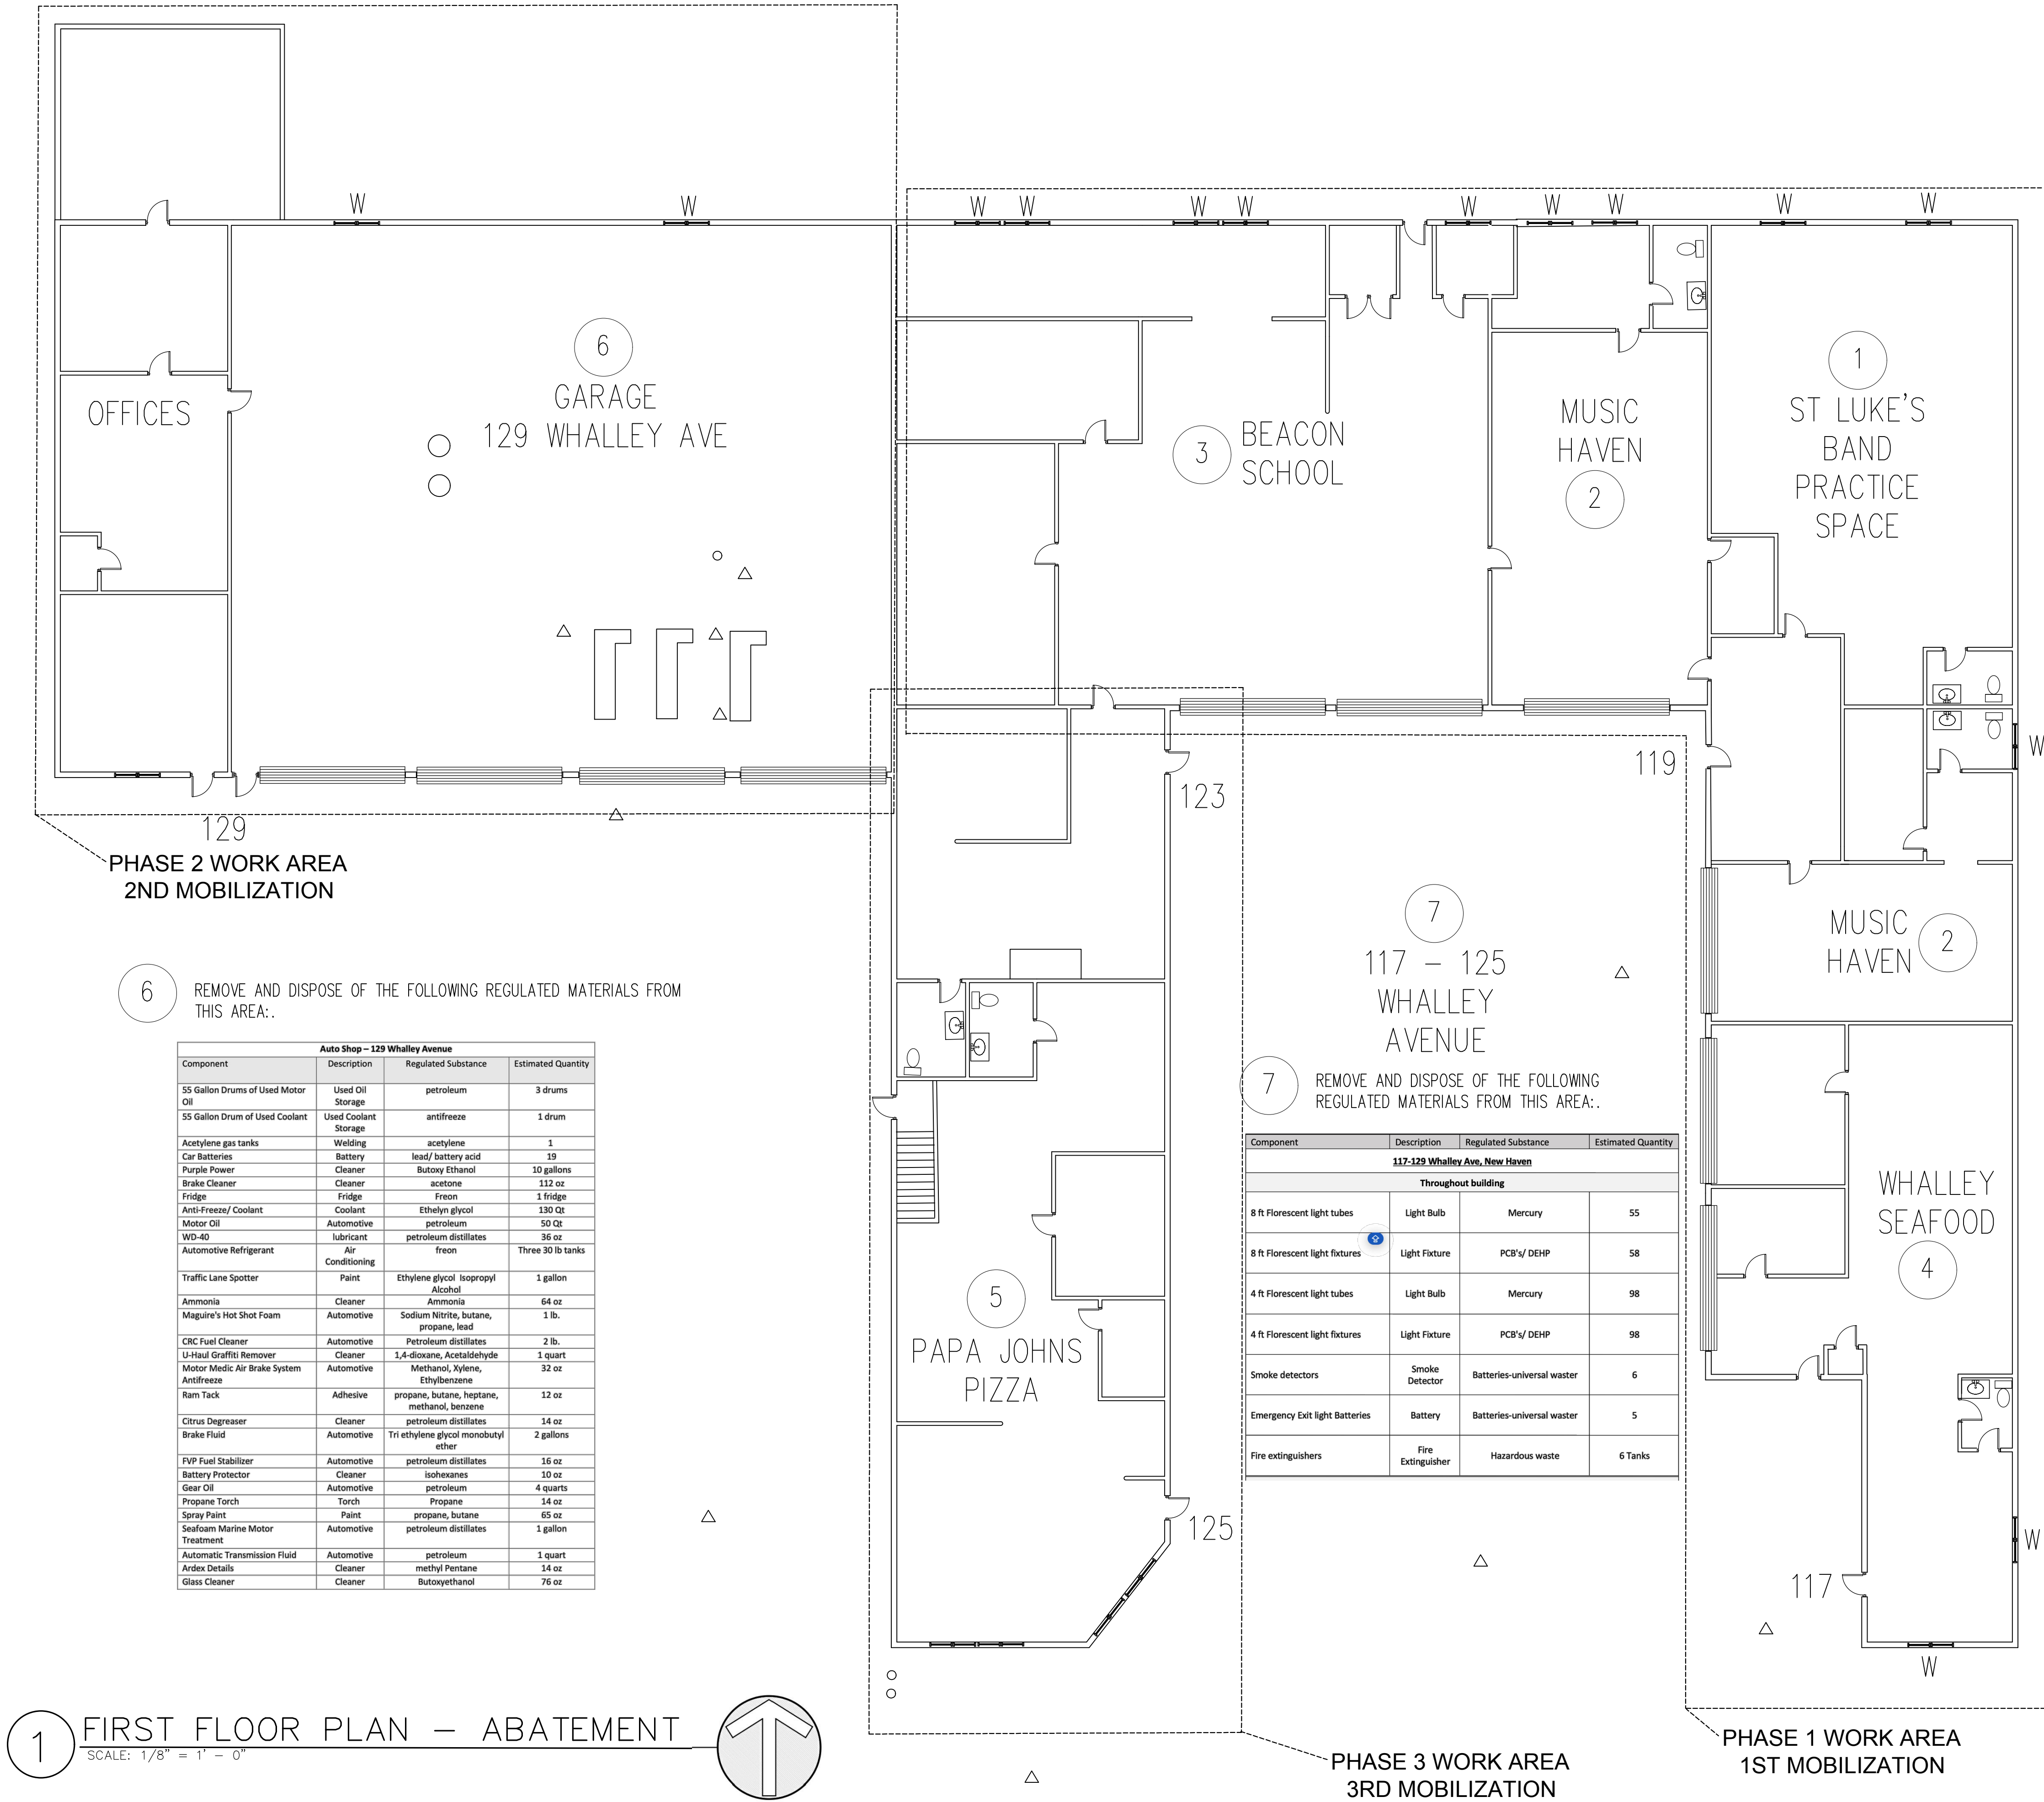 W W W W W W W W W W W
6
GARAGE
129 WHALLEY AVE
OFFICES
3
BEACON
SCHOOL
MUSIC
HAVEN
2
1
ST LUKE'S
BAND
PRACTICE
SPACE
W
119
123
129
PHASE 2 WORK AREA
2ND MOBILIZATION
6
REMOVE AND DISPOSE OF THE FOLLOWING REGULATED MATERIALS FROM
THIS AREA:.
Auto Shop – 129 Whalley Avenue
Component Description Regulated Substance Estimated Quantity
55 Gallon Drums of Used Motor Oil Used Oil Storage petroleum 3 drums
55 Gallon Drum of Used Coolant Used Coolant Storage antifreeze 1 drum
Acetylene gas tanks Welding acetylene 1
Car Batteries Battery lead/ battery acid 19
Purple Power Cleaner Butoxy Ethanol 10 gallons
Brake Cleaner Cleaner acetone 112 oz
Fridge Fridge Freon 1 fridge
Anti-Freeze/ Coolant Coolant Ethelyn glycol 130 Qt
Motor Oil Automotive petroleum 50 Qt
WD-40 lubricant petroleum distillates 36 oz
Automotive Refrigerant Air Conditioning freon Three 30 lb tanks
Traffic Lane Spotter Paint Ethylene glycol Isopropyl Alcohol 1 gallon
Ammonia Cleaner Ammonia 64 oz
Maguire's Hot Shot Foam Automotive Sodium Nitrite, butane, propane, lead 1 lb.
CRC Fuel Cleaner Automotive Petroleum distillates 2 lb.
U-Haul Graffiti Remover Cleaner 1,4-dioxane, Acetaldehyde 1 quart
Motor Medic Air Brake System Antifreeze Automotive Methanol, Xylene, Ethylbenzene 32 oz
Ram Tack Adhesive propane, butane, heptane, methanol, benzene 12 oz
Citrus Degreaser Cleaner petroleum distillates 14 oz
Brake Fluid Automotive Tri ethylene glycol monobutyl ether 2 gallons
FVP Fuel Stabilizer Automotive petroleum distillates 16 oz
Battery Protector Cleaner isohexanes 10 oz
Gear Oil Automotive petroleum 4 quarts
Propane Torch Torch Propane 14 oz
Spray Paint Paint propane, butane 65 oz
Seafoam Marine Motor Treatment Automotive petroleum distillates 1 gallon
Automatic Transmission Fluid Automotive petroleum 1 quart
Ardex Details Cleaner methyl Pentane 14 oz
Glass Cleaner Cleaner Butoxyethanol 76 oz
7
117 – 125
WHALLEY
AVENUE
7
REMOVE AND DISPOSE OF THE FOLLOWING
REGULATED MATERIALS FROM THIS AREA:.
Component Description Regulated Substance Estimated Quantity
117-129 Whalley Ave, New Haven
Throughout building
8 ft Florescent light tubes Light Bulb Mercury 55
8 ft Florescent light fixtures Light Fixture PCB's/ DEHP 58
4 ft Florescent light tubes Light Bulb Mercury 98
4 ft Florescent light fixtures Light Fixture PCB's/ DEHP 98
Smoke detectors Smoke Detector Batteries-universal waster 6
Emergency Exit light Batteries Battery Batteries-universal waster 5
Fire extinguishers Fire Extinguisher Hazardous waste 6 Tanks
MUSIC
HAVEN
2
WHALLEY
SEAFOOD
4
5
PAPA JOHNS
PIZZA
125
117
W
W
1
FIRST FLOOR PLAN – ABATEMENT
SCALE: 1/8" = 1' – 0"
PHASE 3 WORK AREA
3RD MOBILIZATION
PHASE 1 WORK AREA
1ST MOBILIZATION